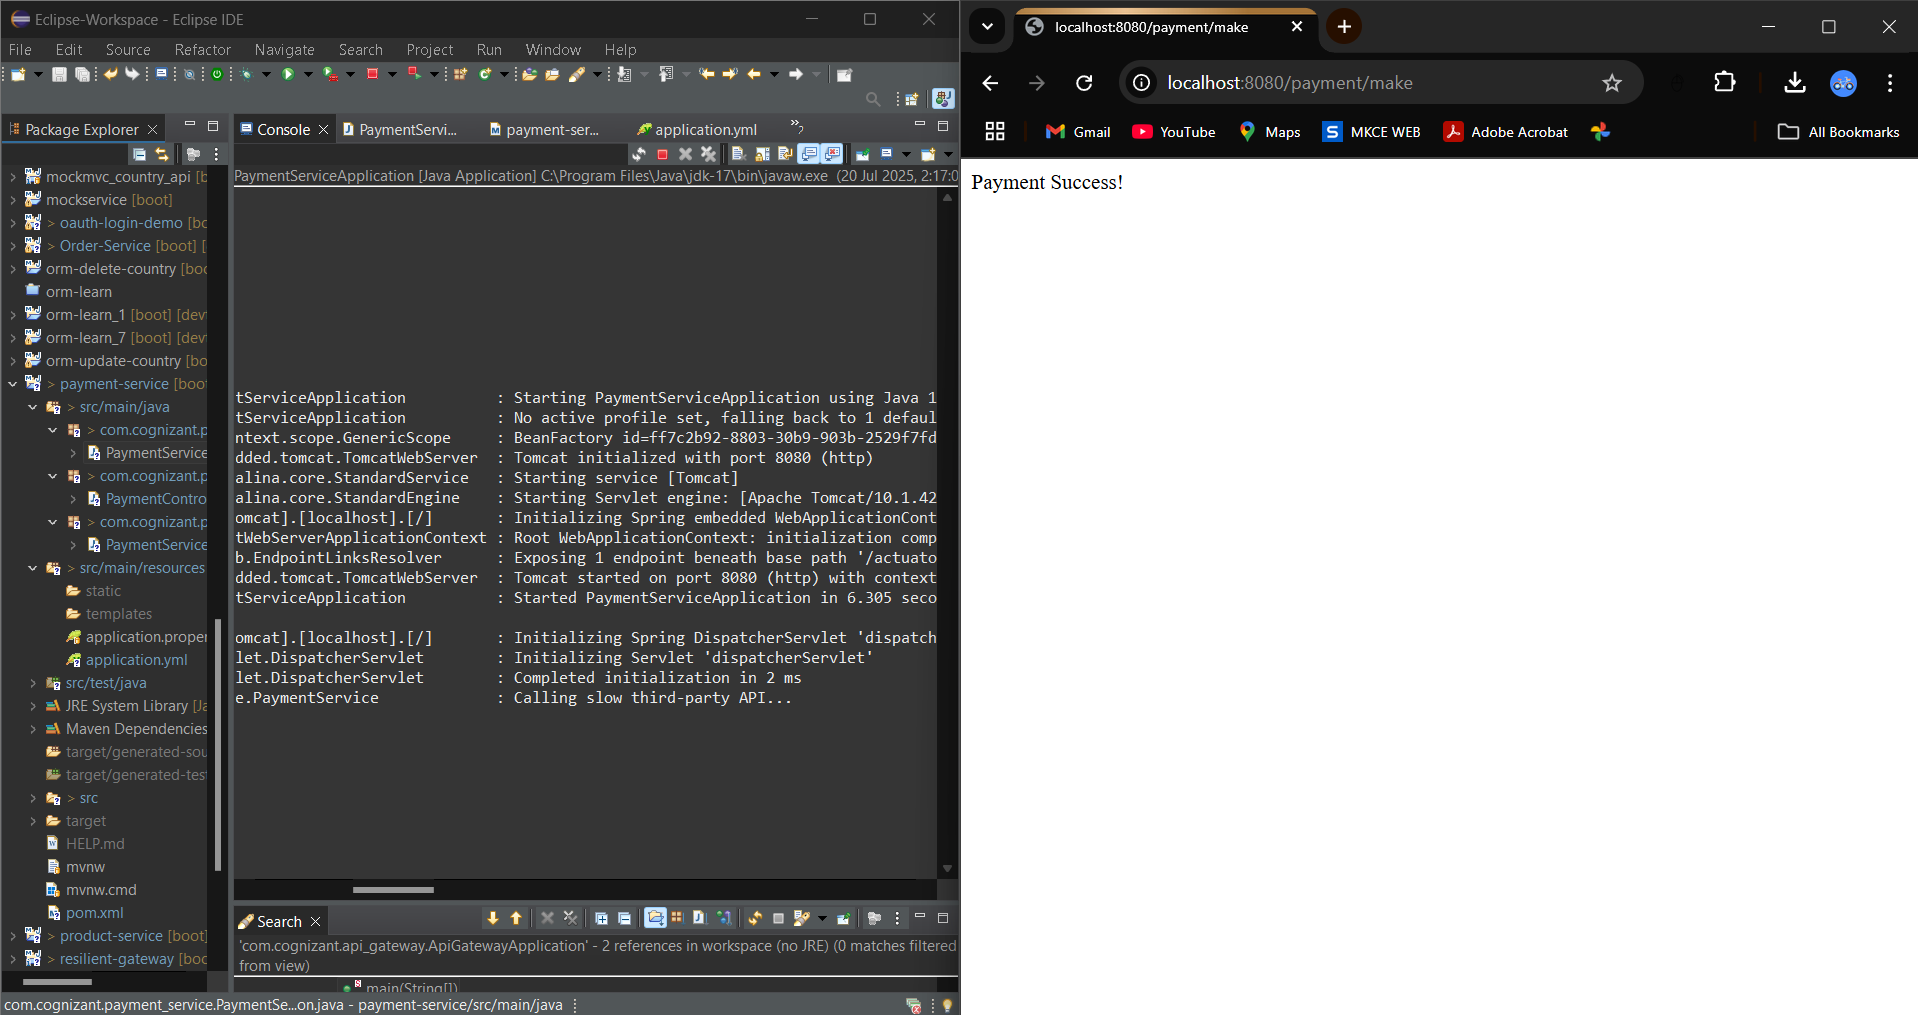 Eclipse-Workspace - Eclipse IDE
File Edit Source Refactor Navigate Search Project Run Window Help
Package Explorer
mockmvc_country_api [b
mockservice [boot]
> oauth-login-demo [bo
> Order-Service [boot] [
orm-delete-country [boo
orm-learn
orm-learn_1 [boot] [dev
orm-learn_7 [boot] [dev
orm-update-country [bo
> payment-service [boot
> src/main/java
> com.cognizant.p
PaymentService
> com.cognizant.p
PaymentContro
> com.cognizant.p
PaymentService
> src/main/resources
static
templates
application.proper
application.yml
src/test/java
JRE System Library [Ja
Maven Dependencies
target/generated-sou
target/generated-test
> src
target
HELP.md
mvnw
mvnw.cmd
pom.xml
> product-service [boot]
> resilient-gateway [boo
Console PaymentServi... payment-ser... application.yml
PaymentServiceApplication [Java Application] C:\Program Files\Java\jdk-17\bin\javaw.exe (20 Jul 2025, 2:17:0
tServiceApplication : Starting PaymentServiceApplication using Java 1
tServiceApplication : No active profile set, falling back to 1 defaul
ntext.scope.GenericScope : BeanFactory id=ff7c2b92-8803-30b9-903b-2529f7fd
dded.tomcat.TomcatWebServer : Tomcat initialized with port 8080 (http)
alina.core.StandardService : Starting service [Tomcat]
alina.core.StandardEngine : Starting Servlet engine: [Apache Tomcat/10.1.42
omcat].[localhost].[/] : Initializing Spring embedded WebApplicationCont
tWebServerApplicationContext : Root WebApplicationContext: initialization comp
b.EndpointLinksResolver : Exposing 1 endpoint beneath base path '/actuato
dded.tomcat.TomcatWebServer : Tomcat started on port 8080 (http) with context
tServiceApplication : Started PaymentServiceApplication in 6.305 seco
omcat].[localhost].[/] : Initializing Spring DispatcherServlet 'dispatch
let.DispatcherServlet : Initializing Servlet 'dispatcherServlet'
let.DispatcherServlet : Completed initialization in 2 ms
e.PaymentService : Calling slow third-party API...
Search
'com.cognizant.api_gateway.ApiGatewayApplication' - 2 references in workspace (no JRE) (0 matches filtered
from view)
main(String[])
com.cognizant.payment_service.PaymentSe...on.java - payment-service/src/main/java
localhost:8080/payment/make
localhost:8080/payment/make
Gmail YouTube Maps MKCE WEB Adobe Acrobat All Bookmarks
Payment Success!